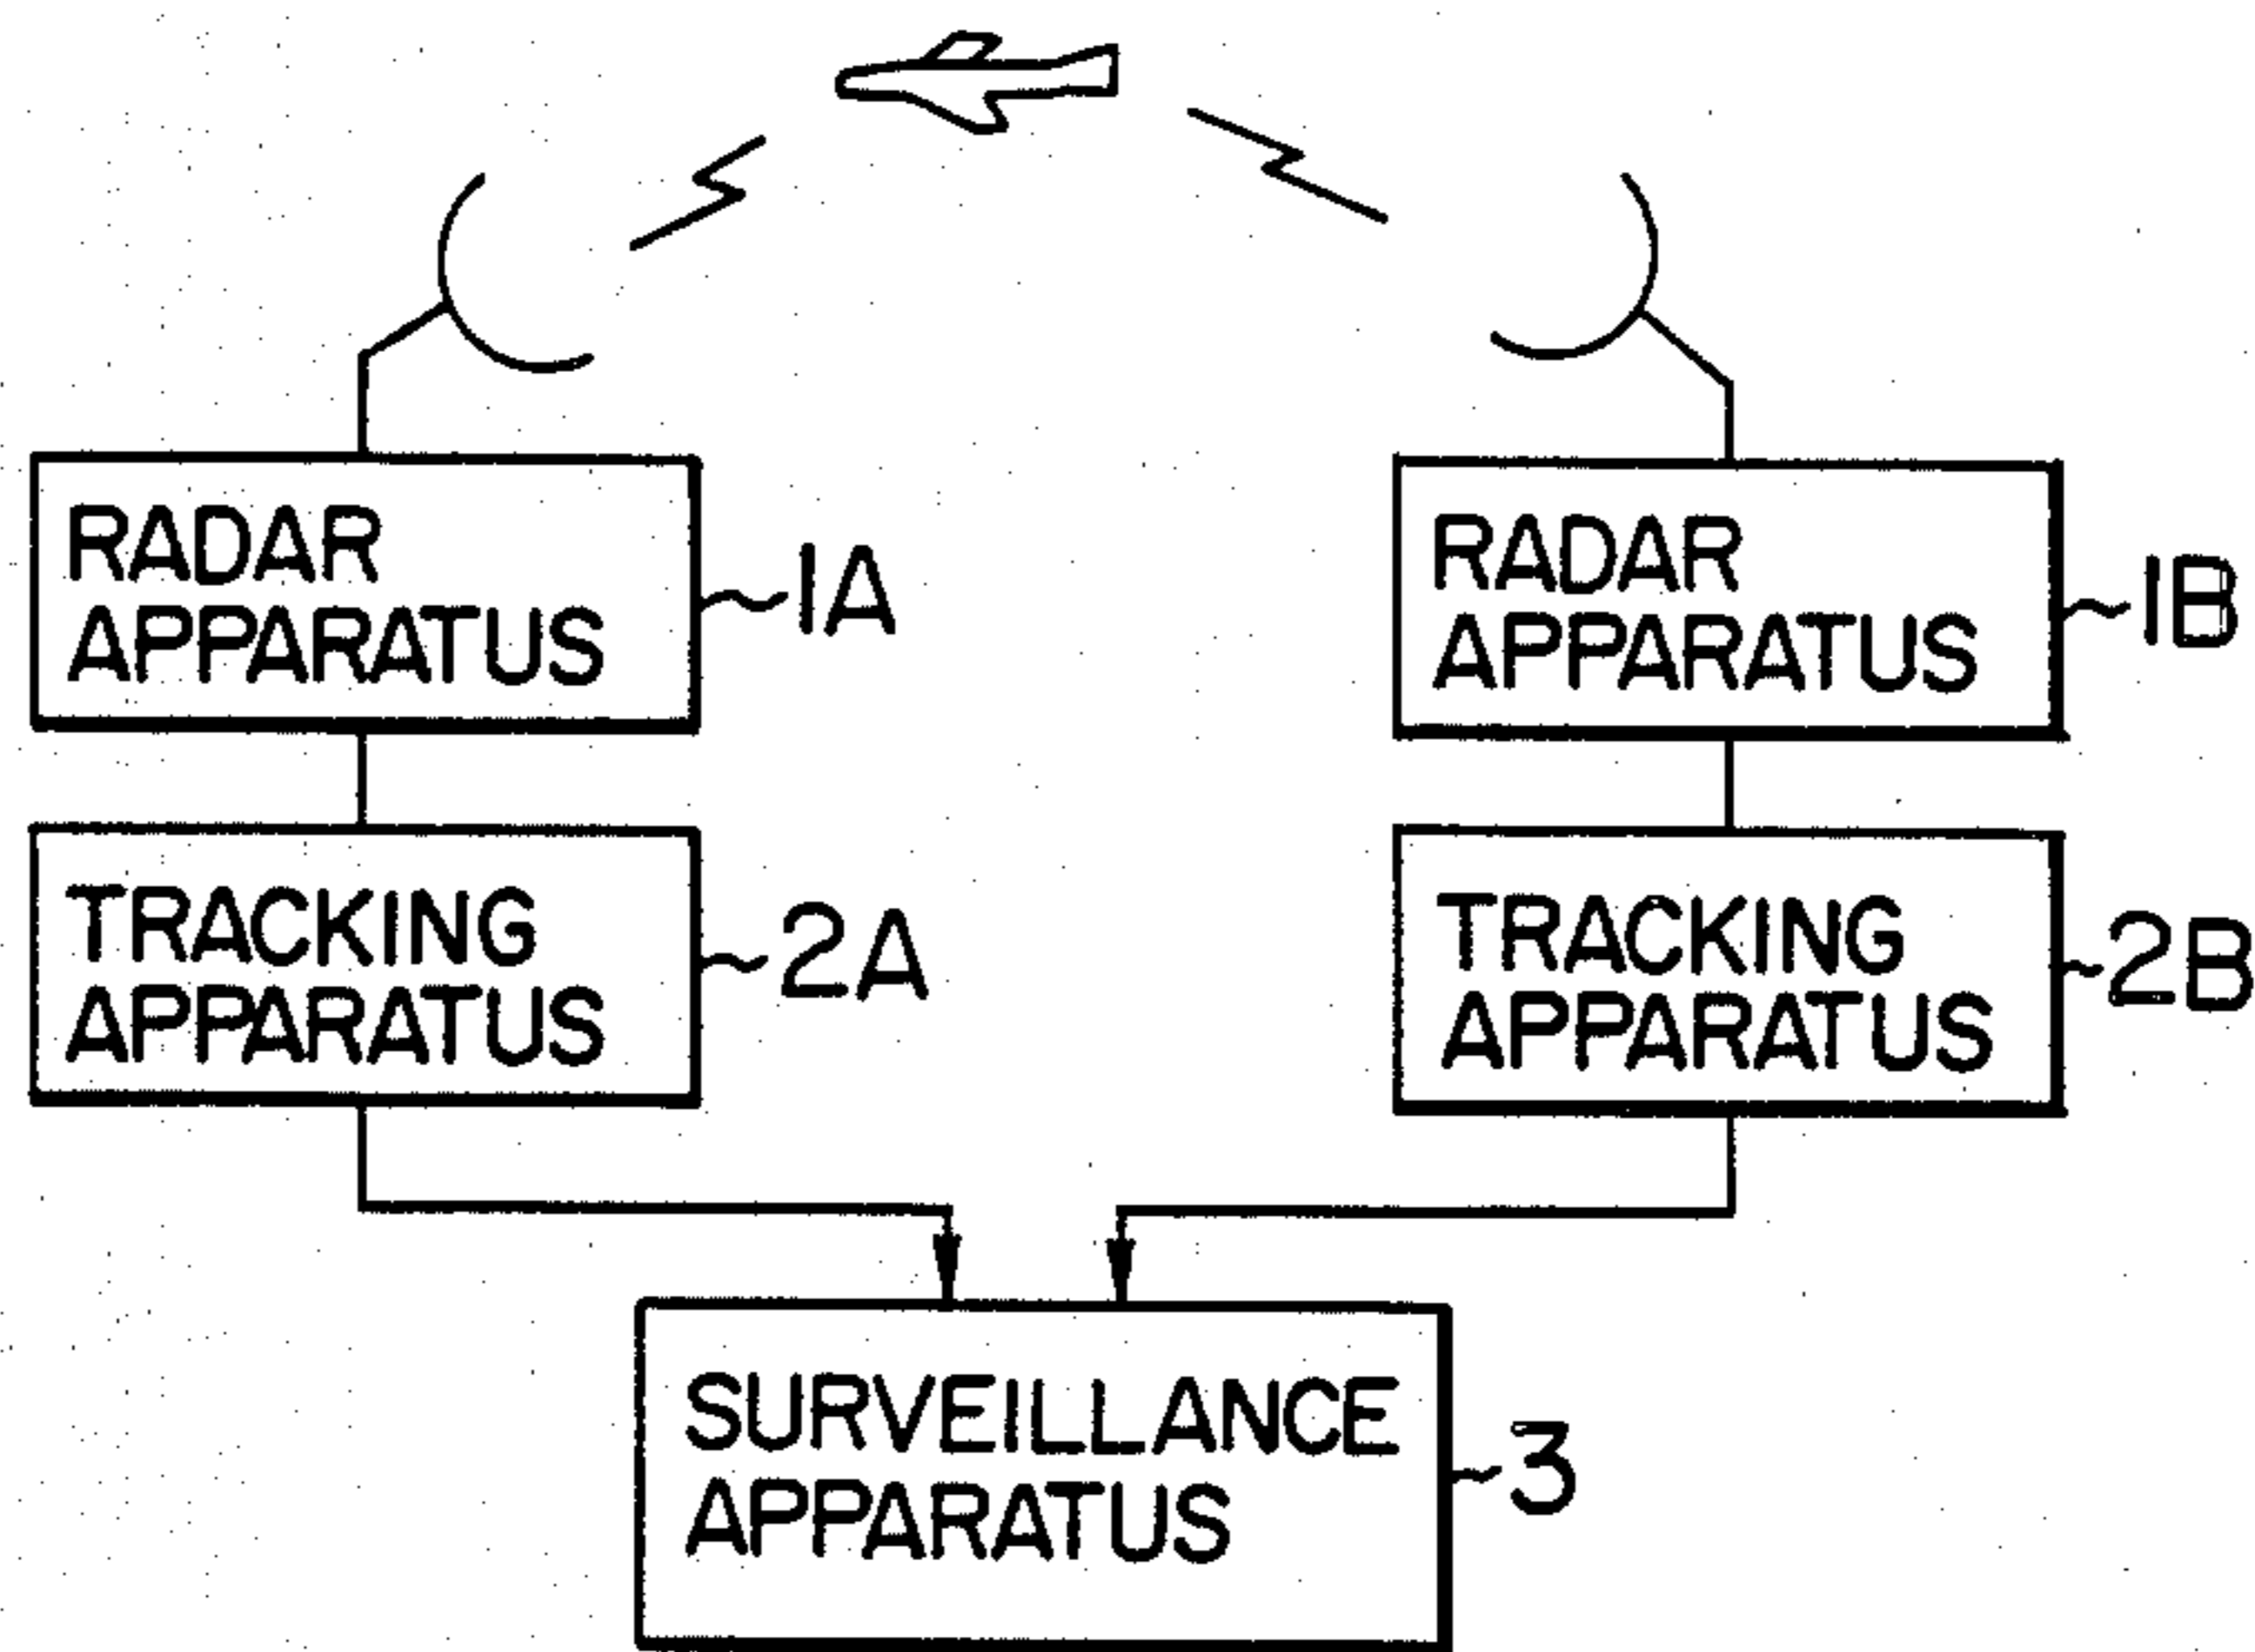 RADAR
APPARATUS
1A
RADAR
APPARATUS
1B
TRACKING
APPARATUS
2A
TRACKING
APPARATUS
2B
SURVEILLANCE
APPARATUS
3